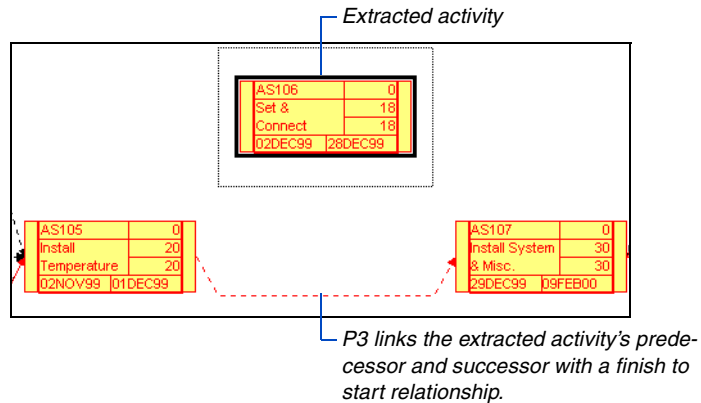 Extracted activity
AS106 0
Set & 18
Connect 18
02DEC99 28DEC99
AS105 0
Install 20
Temperature 20
02NOV99 01DEC99
AS107 0
Install System 30
& Misc. 30
29DEC99 09FEB00
P3 links the extracted activity's prede-
cessor and successor with a finish to
start relationship.